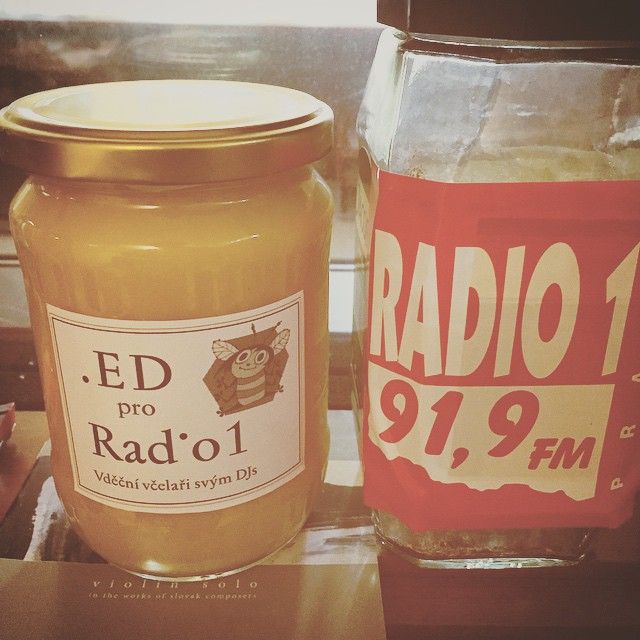 .ED
pro
Rad·o1
Vděční včelaři svým DJs
RADIO 1
91,9 FM
PRA
violin solo
in the works of slovak composers